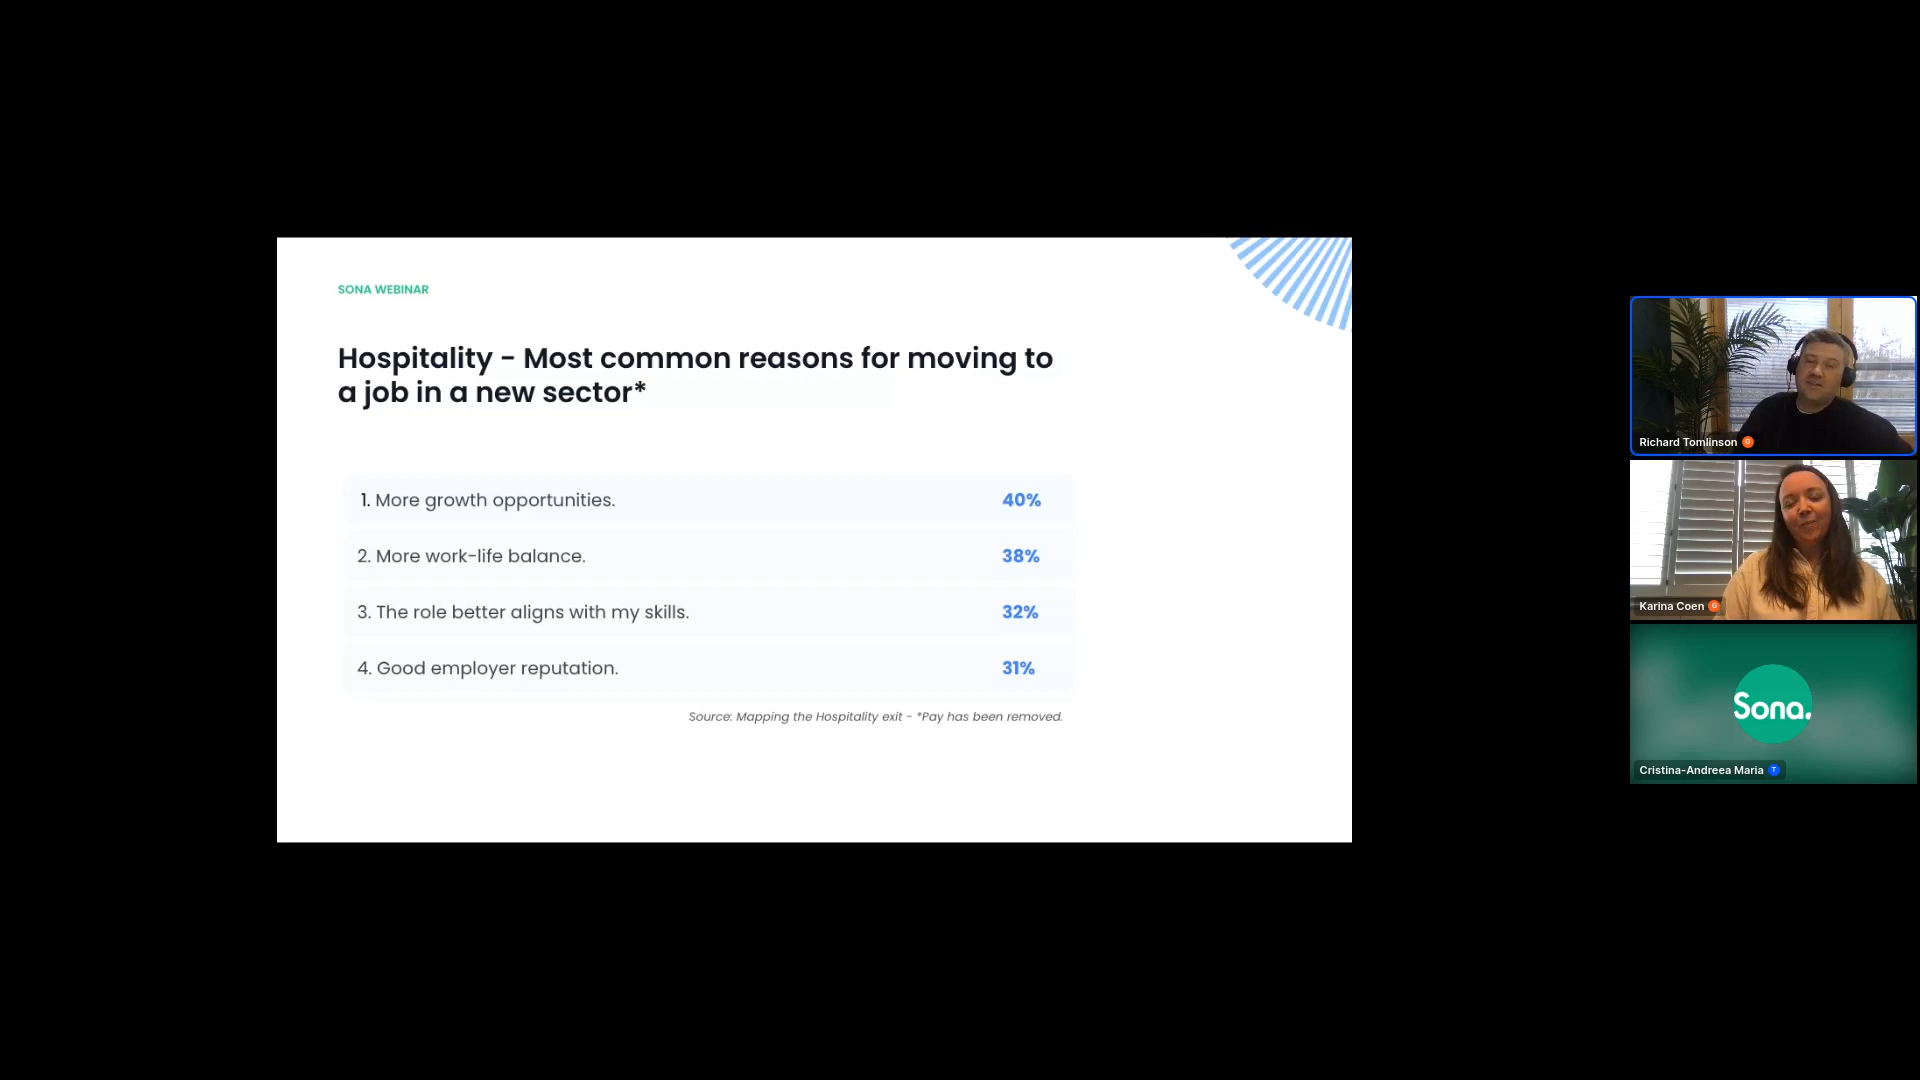 SONA WEBINAR
Hospitality - Most common reasons for moving to
a job in a new sector*
1. More growth opportunities. 40%
2. More work-life balance. 38%
3. The role better aligns with my skills. 32%
4. Good employer reputation. 31%
Source: Mapping the Hospitality exit - *Pay has been removed.
Richard Tomlinson G
Karina Coen G
Sona.
Cristina-Andreea Maria T